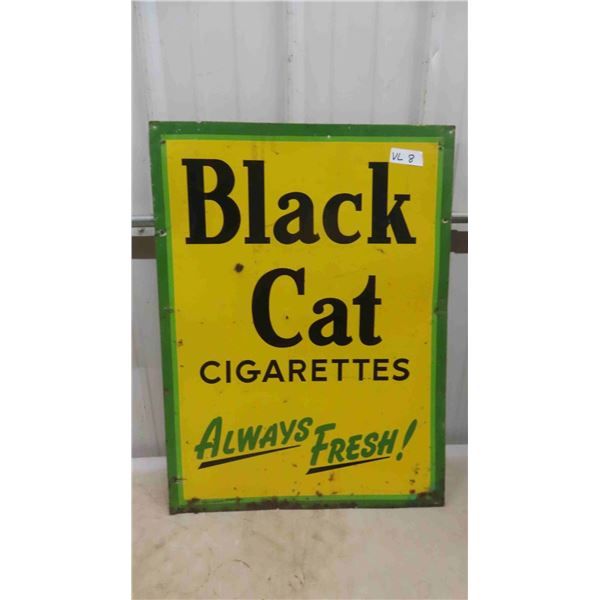 VL 8
Black
Cat
CIGARETTES
ALWAYS FRESH!